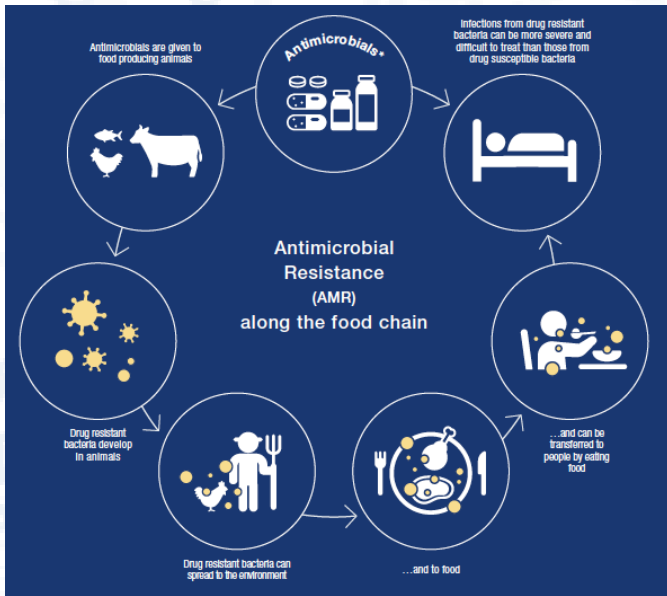 Antimicrobials*
Antimicrobials are given to
food producing animals
Drug resistant
bacteria develop
in animals
Drug resistant bacteria can
spread to the environment
...and to food
...and can be
transferred to
people by eating
food
Infections from drug resistant
bacteria can be more severe and
difficult to treat than those from
drug susceptible bacteria
Antimicrobial
Resistance
(AMR)
along the food chain